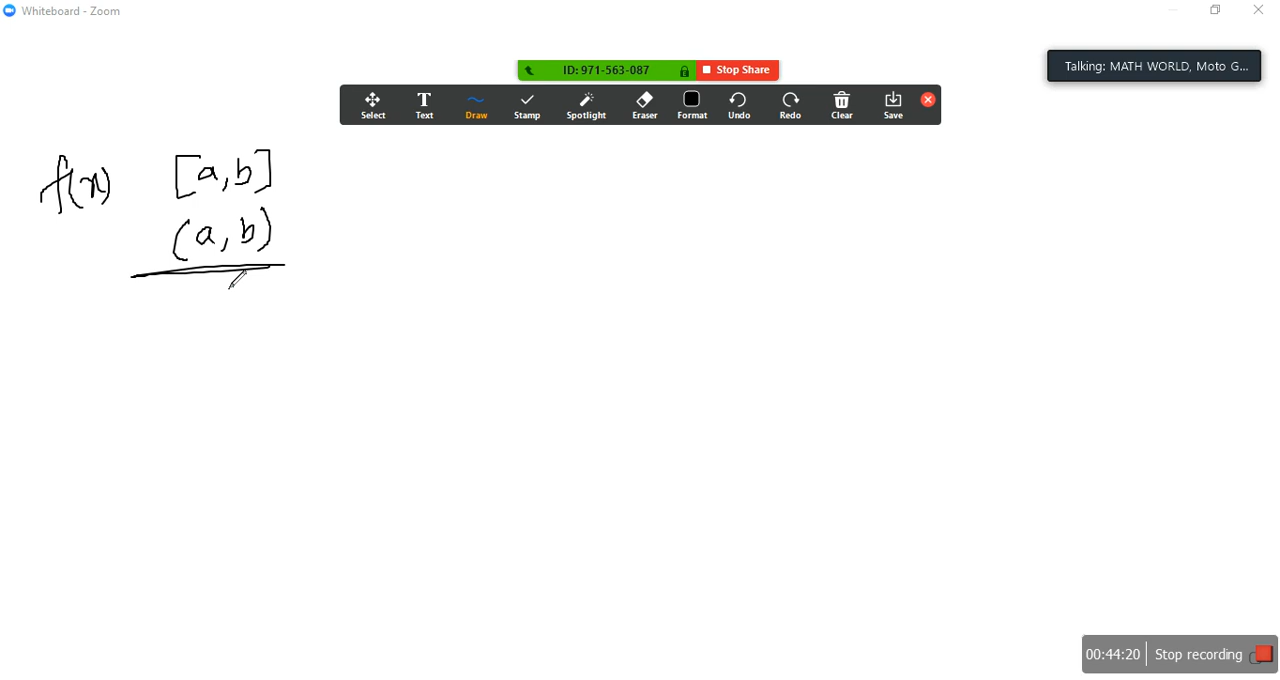 Whiteboard - Zoom
ID: 971-563-087 Stop Share
Talking: MATH WORLD, Moto G...
Select Text Draw Stamp Spotlight Eraser Format Undo Redo Clear Save
f(x) [a,b]
(a,b)
00:44:20 Stop recording